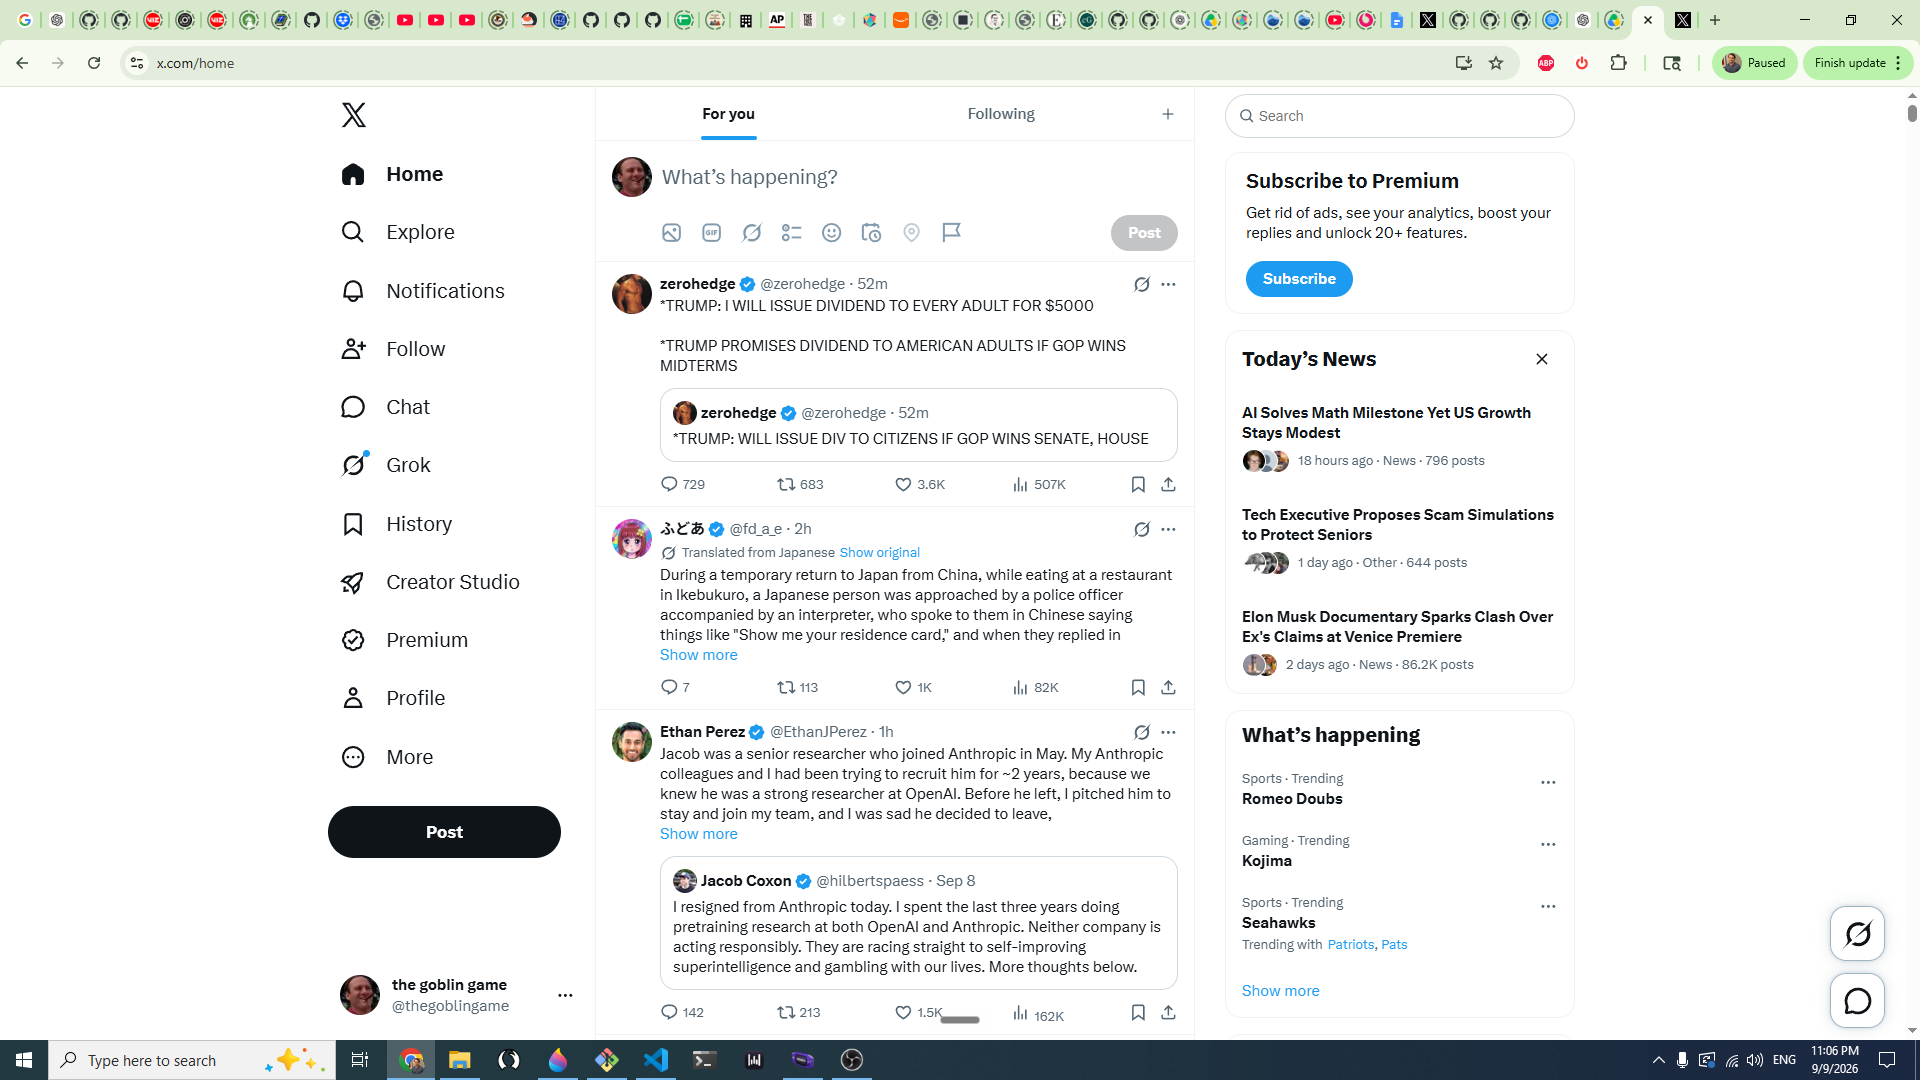 x.com/home
ABP
Paused
Finish update
Home
Explore
Notifications
Follow
Chat
Grok
History
Creator Studio
Premium
Profile
More
Post
the goblin game
@thegoblingame
For you
Following
What's happening?
GIF
Post
zerohedge @zerohedge · 52m
*TRUMP: I WILL ISSUE DIVIDEND TO EVERY ADULT FOR $5000
*TRUMP PROMISES DIVIDEND TO AMERICAN ADULTS IF GOP WINS
MIDTERMS
zerohedge @zerohedge · 52m
*TRUMP: WILL ISSUE DIV TO CITIZENS IF GOP WINS SENATE, HOUSE
729 683 3.6K 507K
ふどあ @fd_a_e · 2h
Translated from Japanese Show original
During a temporary return to Japan from China, while eating at a restaurant
in Ikebukuro, a Japanese person was approached by a police officer
accompanied by an interpreter, who spoke to them in Chinese saying
things like "Show me your residence card," and when they replied in
Show more
7 113 1K 82K
Ethan Perez @EthanJPerez · 1h
Jacob was a senior researcher who joined Anthropic in May. My Anthropic
colleagues and I had been trying to recruit him for ~2 years, because we
knew he was a strong researcher at OpenAI. Before he left, I pitched him to
stay and join my team, and I was sad he decided to leave,
Show more
Jacob Coxon @hilbertspaess · Sep 8
I resigned from Anthropic today. I spent the last three years doing
pretraining research at both OpenAI and Anthropic. Neither company is
acting responsibly. They are racing straight to self-improving
superintelligence and gambling with our lives. More thoughts below.
142 213 1.5K 162K
Search
Subscribe to Premium
Get rid of ads, see your analytics, boost your
replies and unlock 20+ features.
Subscribe
Today's News
AI Solves Math Milestone Yet US Growth
Stays Modest
18 hours ago · News · 796 posts
Tech Executive Proposes Scam Simulations
to Protect Seniors
1 day ago · Other · 644 posts
Elon Musk Documentary Sparks Clash Over
Ex's Claims at Venice Premiere
2 days ago · News · 86.2K posts
What's happening
Sports · Trending
Romeo Doubs
Gaming · Trending
Kojima
Sports · Trending
Seahawks
Trending with Patriots, Pats
Show more
Type here to search
ENG
11:06 PM
9/9/2026